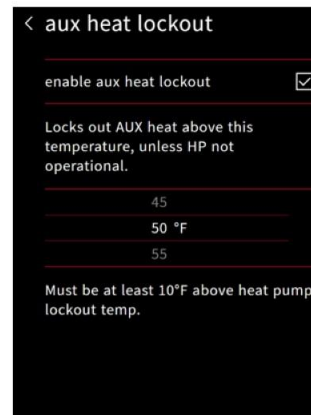 < aux heat lockout
enable aux heat lockout
Locks out AUX heat above this
temperature, unless HP not
operational.
45
50 °F
55
Must be at least 10°F above heat pump
lockout temp.